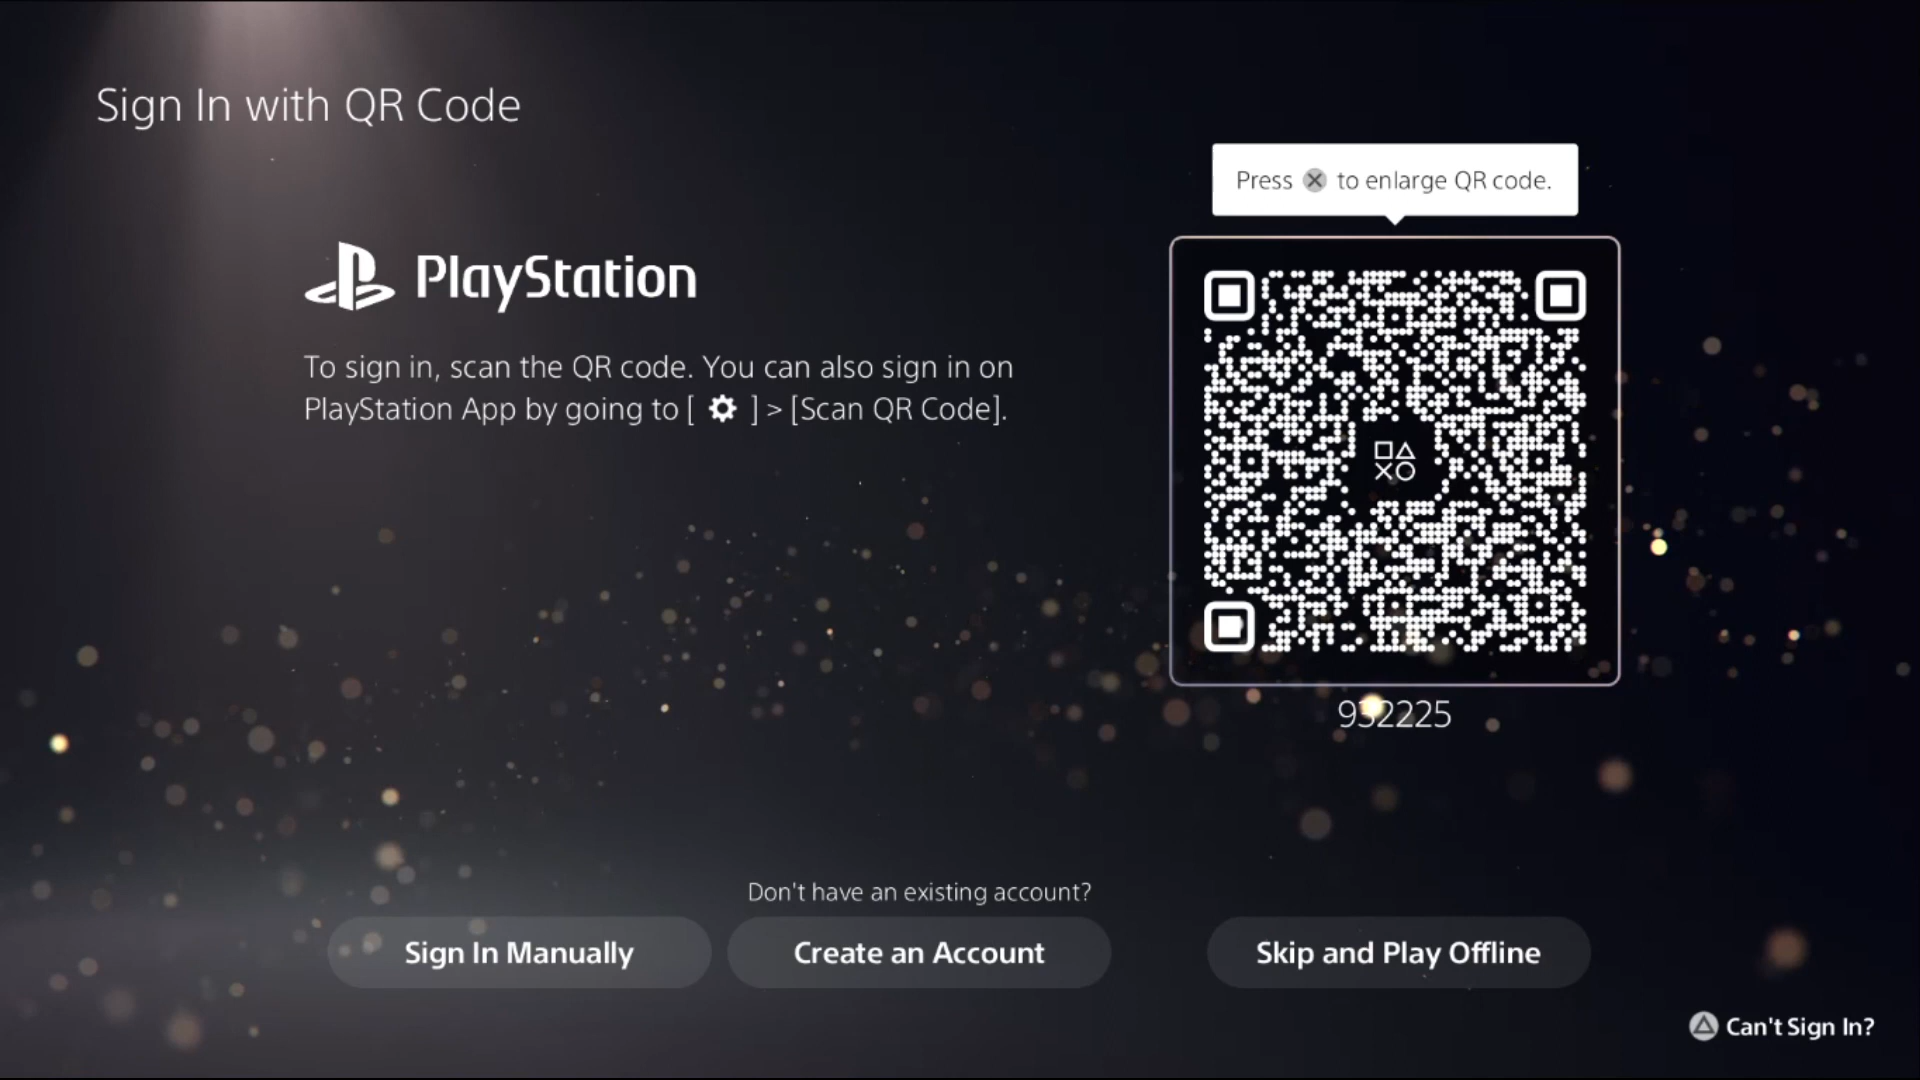 Sign In with QR Code
Press to enlarge QR code.
PlayStation
To sign in, scan the QR code. You can also sign in on
PlayStation App by going to [ ] > [Scan QR Code].
932225
Don't have an existing account?
Sign In Manually
Create an Account
Skip and Play Offline
Can't Sign In?